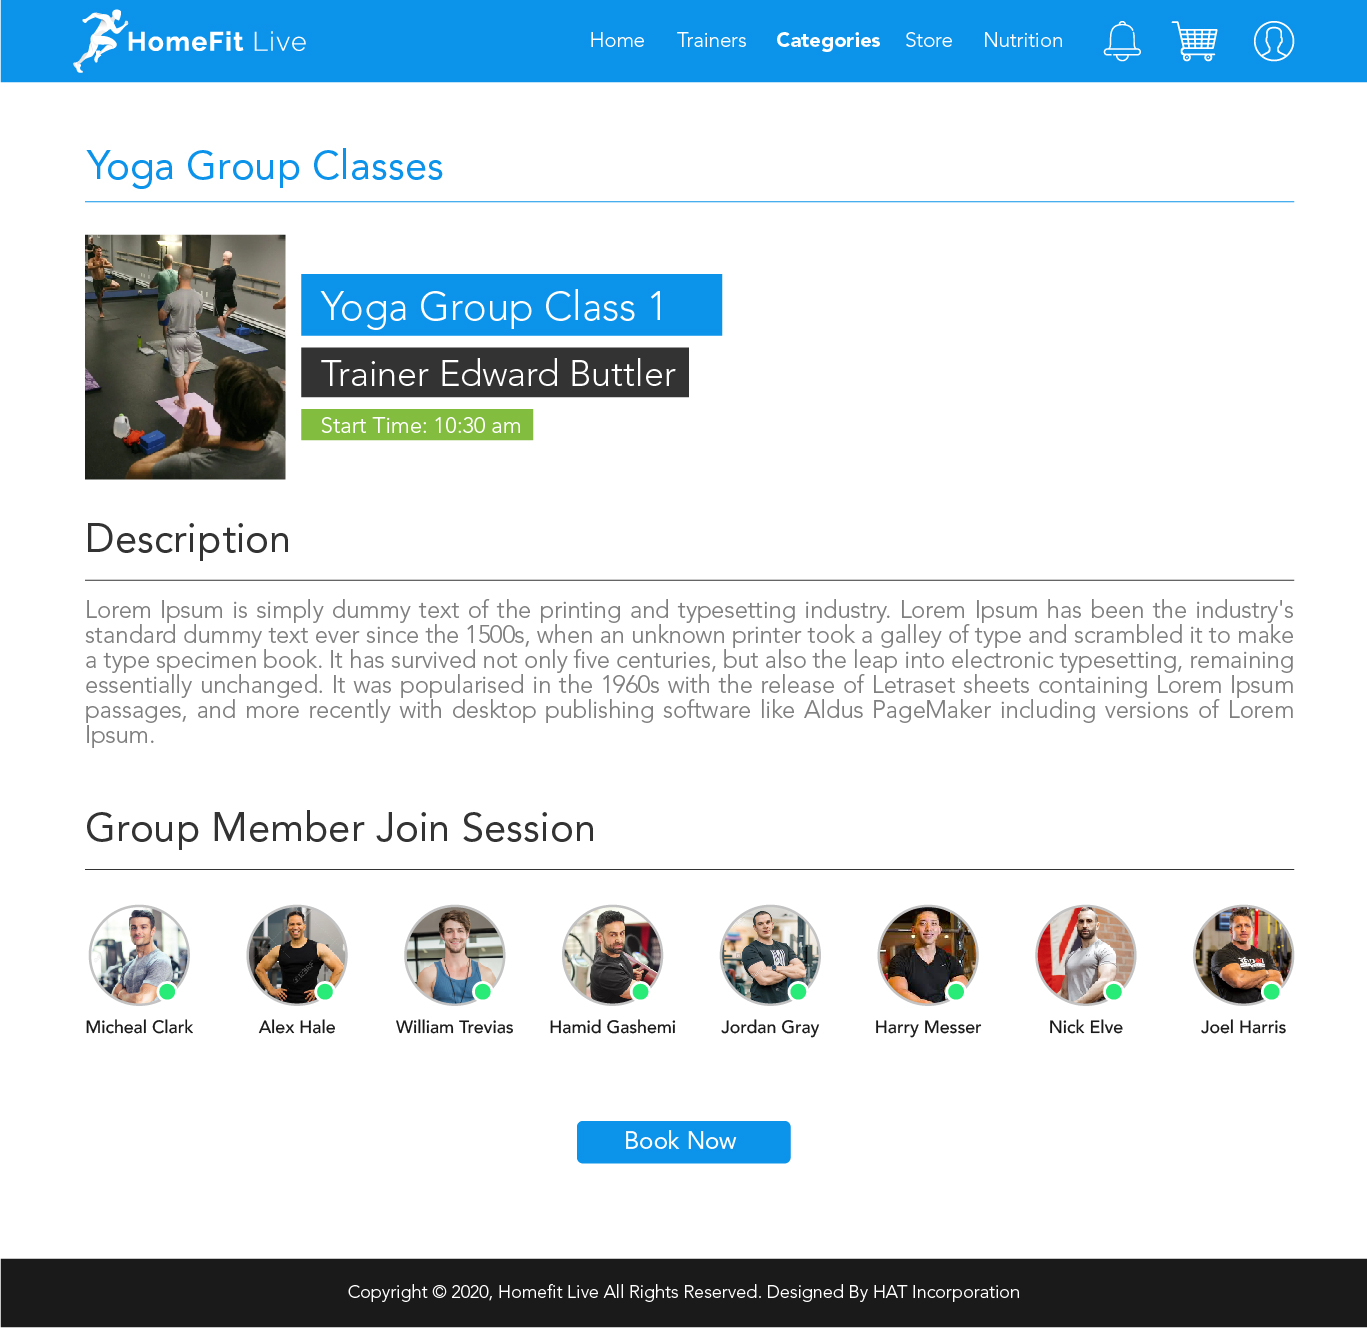 HomeFit Live
Home Trainers Categories Store Nutrition
Yoga Group Classes
Yoga Group Class 1
Trainer Edward Buttler
Start Time: 10:30 am
Description
Lorem Ipsum is simply dummy text of the printing and typesetting industry. Lorem Ipsum has been the industry's
standard dummy text ever since the 1500s, when an unknown printer took a galley of type and scrambled it to make
a type specimen book. It has survived not only five centuries, but also the leap into electronic typesetting, remaining
essentially unchanged. It was popularised in the 1960s with the release of Letraset sheets containing Lorem Ipsum
passages, and more recently with desktop publishing software like Aldus PageMaker including versions of Lorem
Ipsum.
Group Member Join Session
Micheal Clark Alex Hale William Trevias Hamid Gashemi Jordan Gray Harry Messer Nick Elve Joel Harris
Book Now
Copyright © 2020, Homefit Live All Rights Reserved. Designed By HAT Incorporation